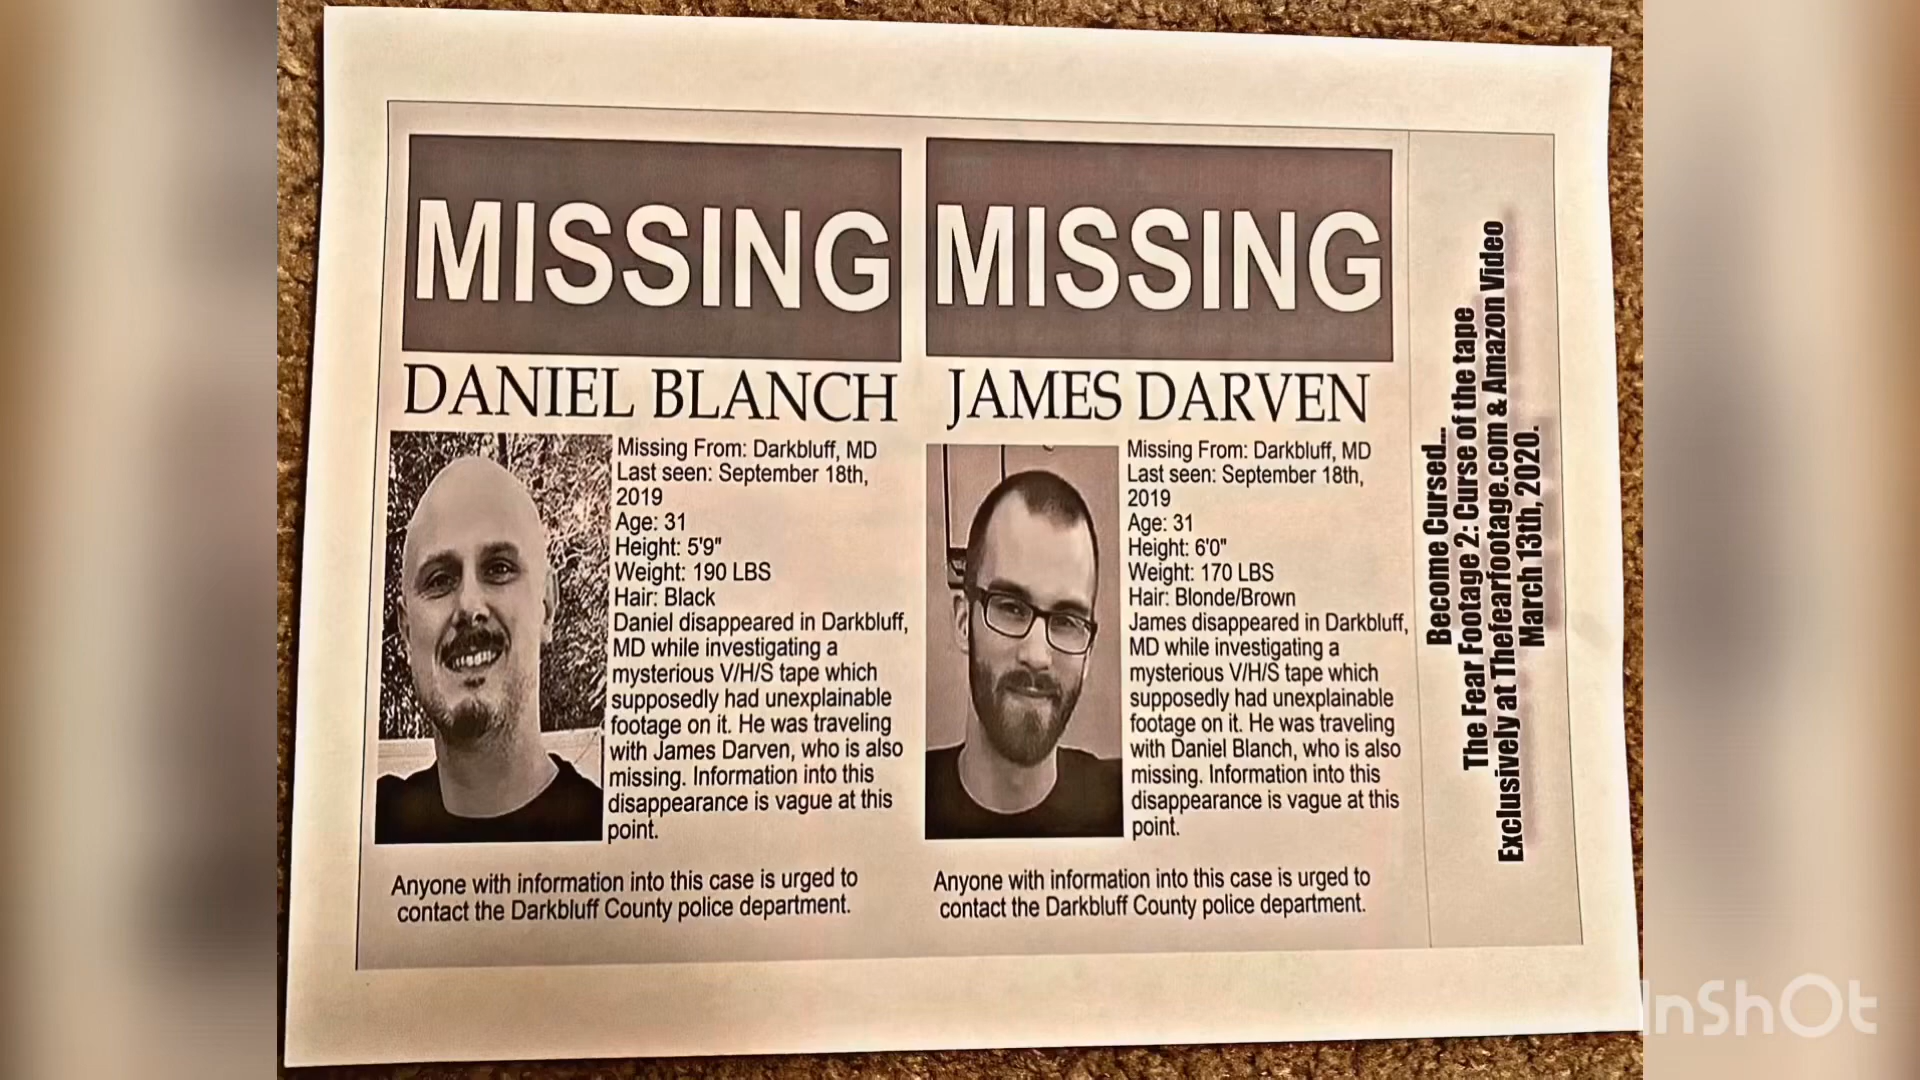 MISSING
DANIEL BLANCH
Missing From: Darkbluff, MD
Last seen: September 18th,
2019
Age: 31
Height: 5'9"
Weight: 190 LBS
Hair: Black
Daniel disappeared in Darkbluff,
MD while investigating a
mysterious V/H/S tape which
supposedly had unexplainable
footage on it. He was traveling
with James Darven, who is also
missing. Information into this
disappearance is vague at this
point.
Anyone with information into this case is urged to
contact the Darkbluff County police department.
MISSING
JAMES DARVEN
Missing From: Darkbluff, MD
Last seen: September 18th,
2019
Age: 31
Height: 6'0"
Weight: 170 LBS
Hair: Blonde/Brown
James disappeared in Darkbluff,
MD while investigating a
mysterious V/H/S tape which
supposedly had unexplainable
footage on it. He was traveling
with Daniel Blanch, who is also
missing. Information into this
disappearance is vague at this
point.
Anyone with information into this case is urged to
contact the Darkbluff County police department.
Become Cursed...
The Fear Footage 2: Curse of the tape
Exclusively at Thefearfootage.com & Amazon Video
March 13th, 2020.
InShOt